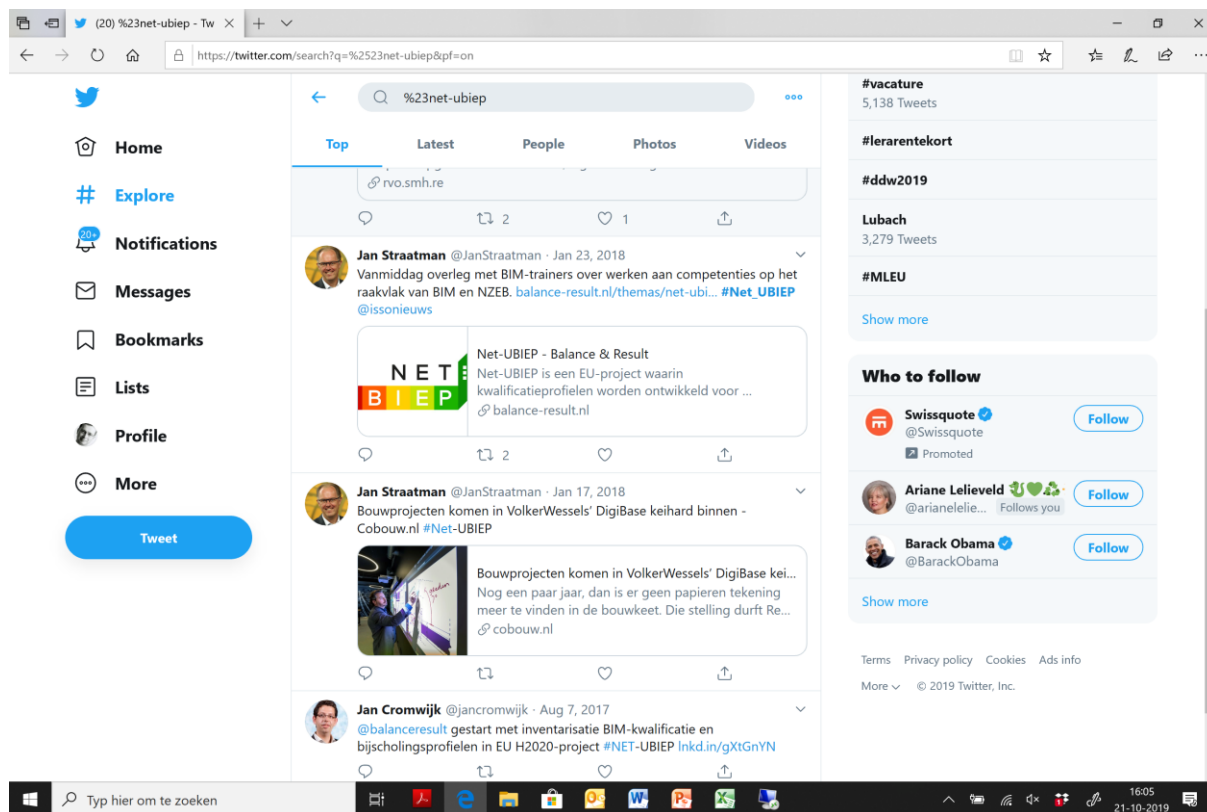 (20) %23net-ubiep - Tw
https://twitter.com/search?q=%2523net-ubiep&pf=on
Home
Explore
20+
Notifications
Messages
Bookmarks
Lists
Profile
More
Tweet
%23net-ubiep
Top Latest People Photos Videos
rvo.smh.re
2 1
Jan Straatman @JanStraatman · Jan 23, 2018
Vanmiddag overleg met BIM-trainers over werken aan competenties op het
raakvlak van BIM en NZEB. balance-result.nl/themas/net-ubi... #Net_UBIEP
@issonieuws
NET
BIEP
Net-UBIEP - Balance & Result
Net-UBIEP is een EU-project waarin
kwalificatieprofielen worden ontwikkeld voor ...
balance-result.nl
2
Jan Straatman @JanStraatman · Jan 17, 2018
Bouwprojecten komen in VolkerWessels' DigiBase keihard binnen -
Cobouw.nl #Net-UBIEP
Bouwprojecten komen in VolkerWessels' DigiBase kei...
Nog een paar jaar, dan is er geen papieren tekening
meer te vinden in de bouwkeet. Die stelling durft Re...
cobouw.nl
Jan Cromwijk @jancromwijk · Aug 7, 2017
@balanceresult gestart met inventarisatie BIM-kwalificatie en
bijscholingsprofielen in EU H2020-project #NET-UBIEP lnkd.in/gXtGnYN
#vacature
5,138 Tweets
#lerarentekort
#ddw2019
Lubach
3,279 Tweets
#MLEU
Show more
Who to follow
Swissquote
@Swissquote
Promoted
Follow
Ariane Lelieveld
@arianelelie... Follows you
Follow
Barack Obama
@BarackObama
Follow
Show more
Terms Privacy policy Cookies Ads info
More © 2019 Twitter, Inc.
Typ hier om te zoeken
16:05
21-10-2019